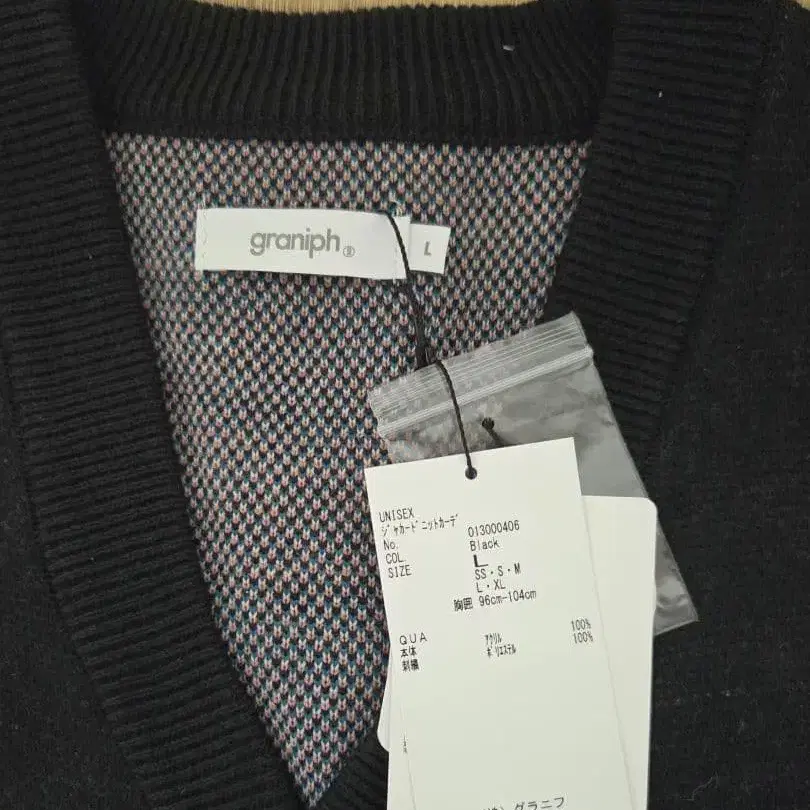 graniph
L
UNISEX
ジャカードニットカーデ
No. 013000406
COL. Black
SIZE L
SS・S・M
L・XL
胸囲 96cm-104cm
QUA
本体 アクリル 100%
刺繍 ポリエステル 100%
グラニフ